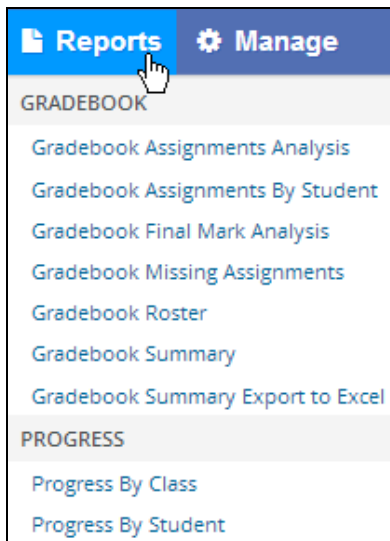 Reports Manage
GRADEBOOK
Gradebook Assignments Analysis
Gradebook Assignments By Student
Gradebook Final Mark Analysis
Gradebook Missing Assignments
Gradebook Roster
Gradebook Summary
Gradebook Summary Export to Excel
PROGRESS
Progress By Class
Progress By Student